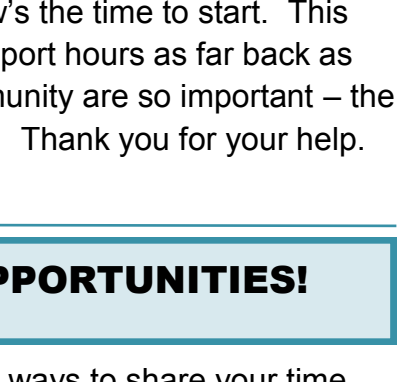 's the time to start. This
port hours as far back as
unity are so important – the
Thank you for your help.
PPORTUNITIES!
ways to share your time